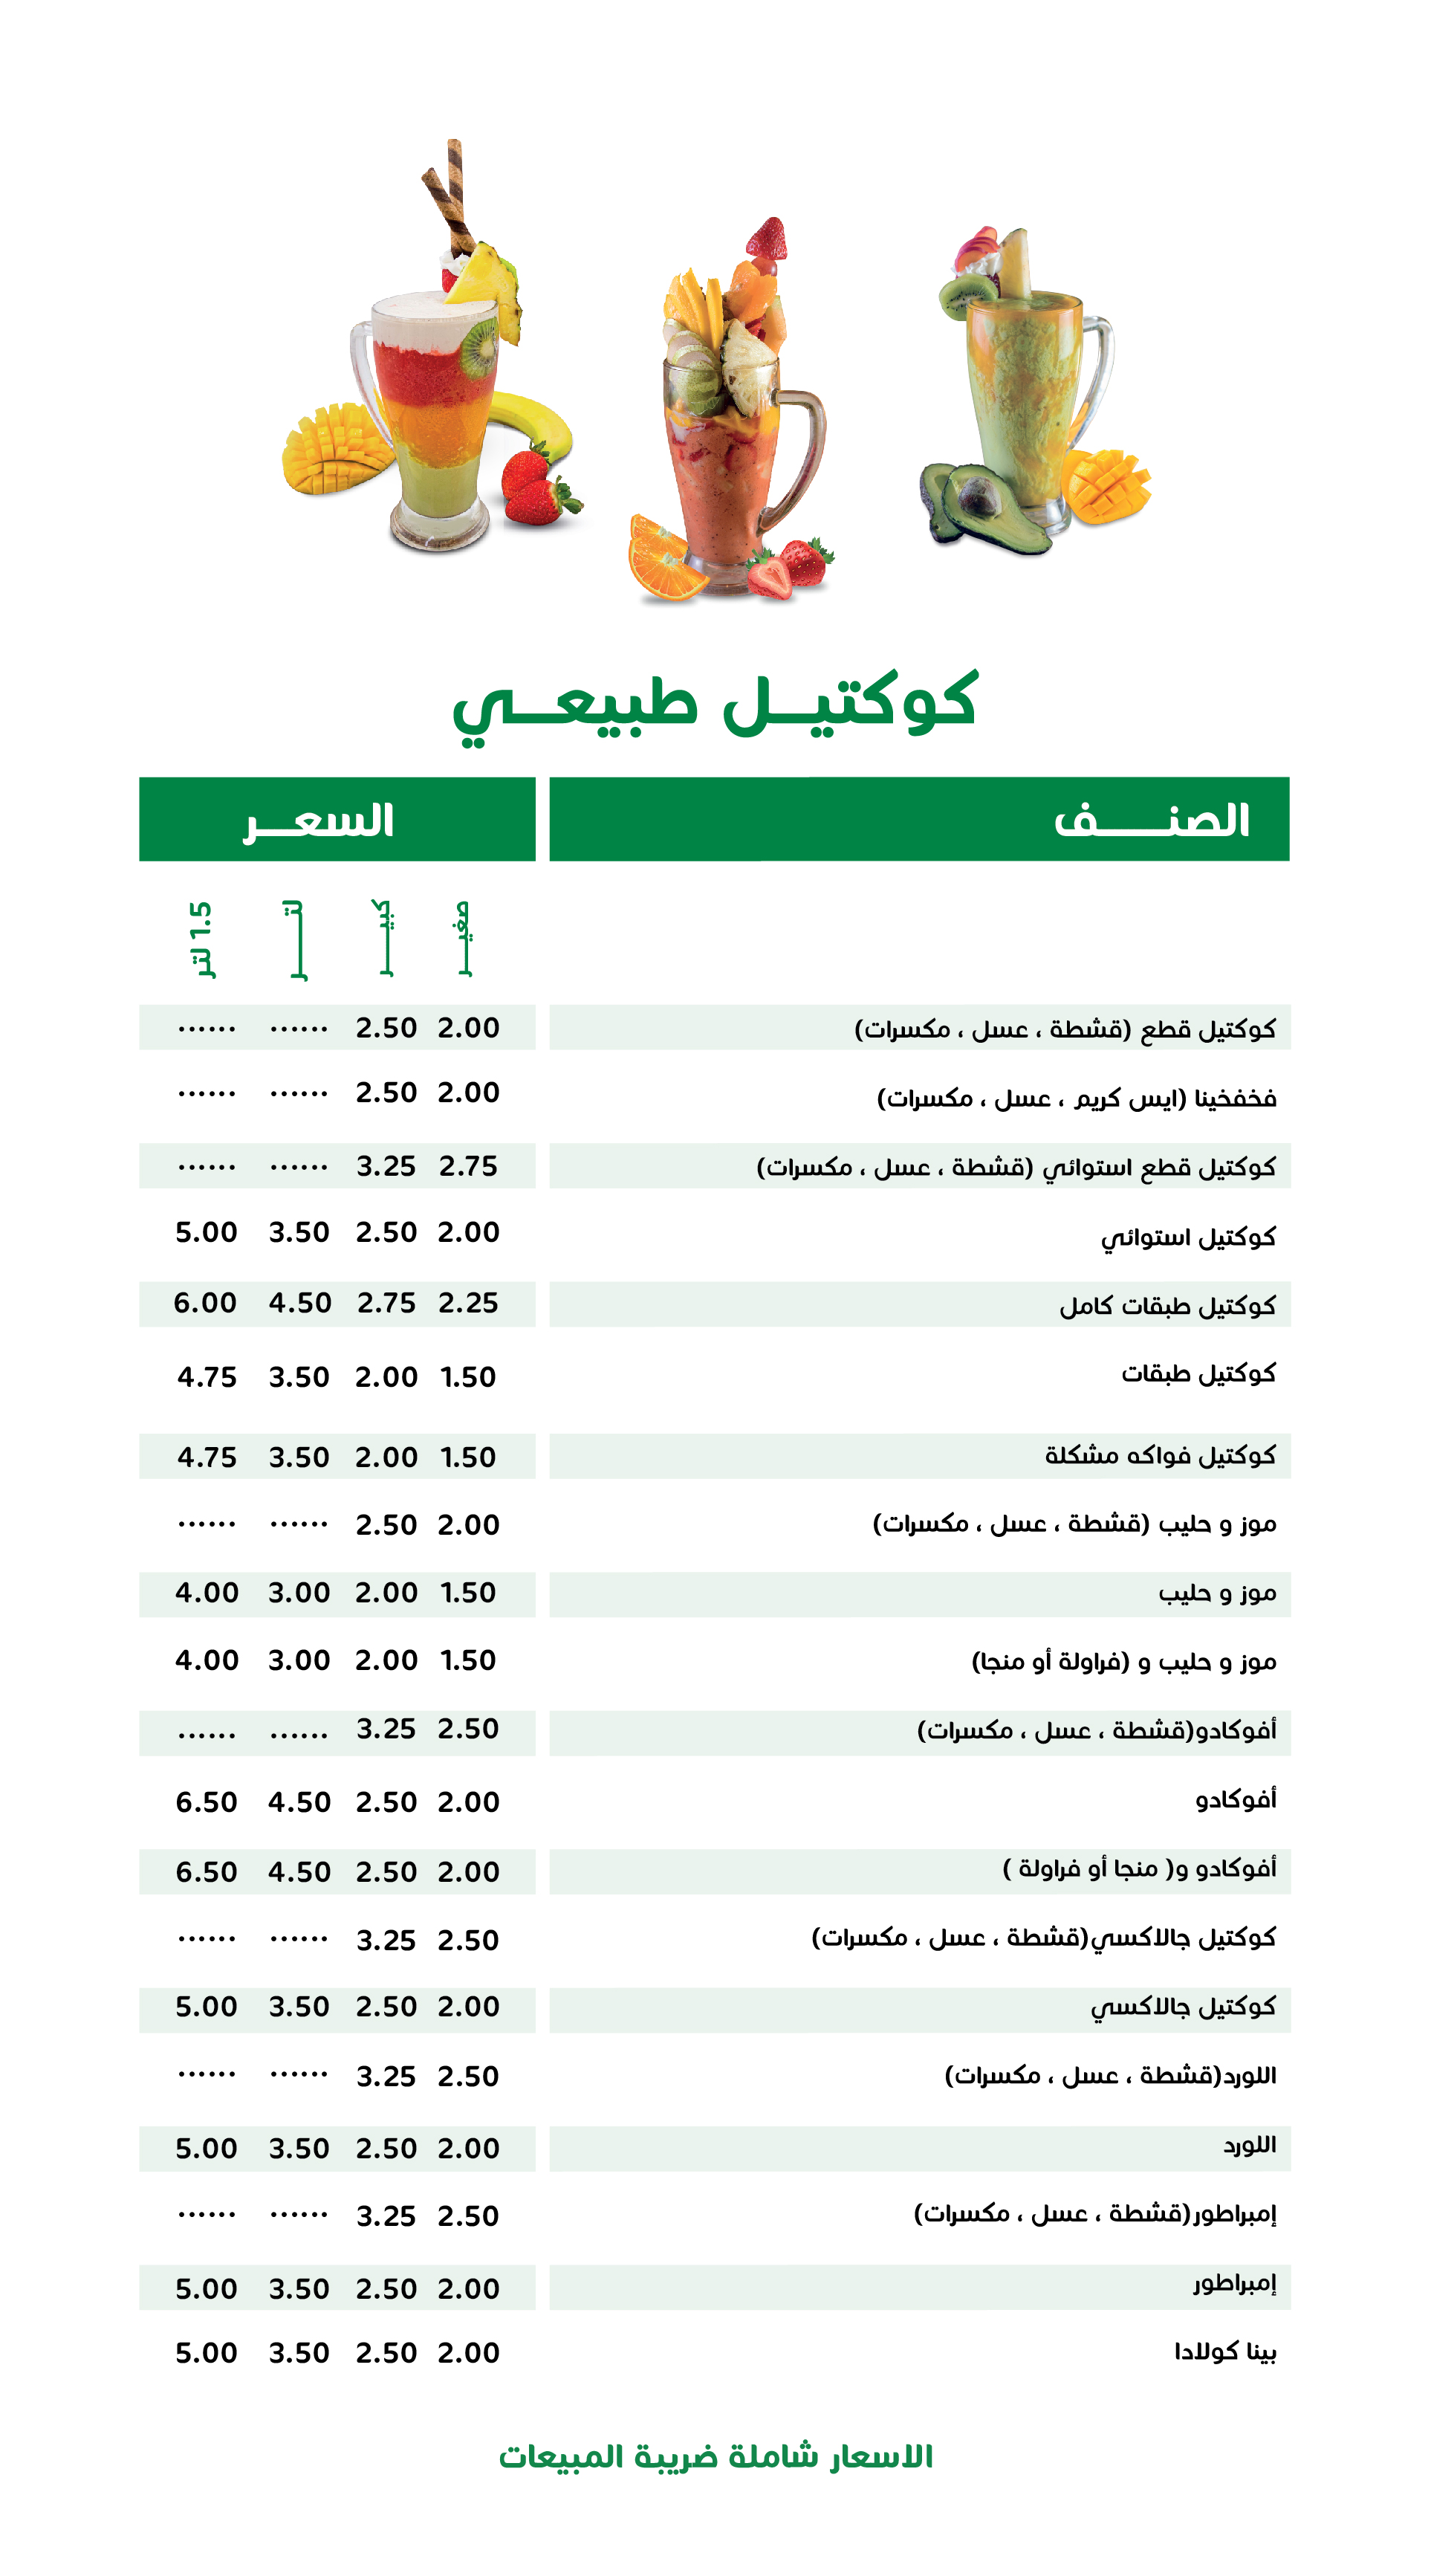 كوكتيـل طبيعـي
الصنـــف السعـــر
صغيـــر كبيـــر لتـــر 1.5 لتر
كوكتيل قطع (قشطة ، عسل ، مكسرات) 2.00 2.50 ...... ......
فخفخينا (ايس كريم ، عسل ، مكسرات) 2.00 2.50 ...... ......
كوكتيل قطع استوائي (قشطة ، عسل ، مكسرات) 2.75 3.25 ...... ......
كوكتيل استوائي 2.00 2.50 3.50 5.00
كوكتيل طبقات كامل 2.25 2.75 4.50 6.00
كوكتيل طبقات 1.50 2.00 3.50 4.75
كوكتيل فواكه مشكلة 1.50 2.00 3.50 4.75
موز و حليب (قشطة ، عسل ، مكسرات) 2.00 2.50 ...... ......
موز و حليب 1.50 2.00 3.00 4.00
موز و حليب و (فراولة أو منجا) 1.50 2.00 3.00 4.00
أفوكادو(قشطة ، عسل ، مكسرات) 2.50 3.25 ...... ......
أفوكادو 2.00 2.50 4.50 6.50
أفوكادو و( منجا أو فراولة ) 2.00 2.50 4.50 6.50
كوكتيل جالاكسي(قشطة ، عسل ، مكسرات) 2.50 3.25 ...... ......
كوكتيل جالاكسي 2.00 2.50 3.50 5.00
اللورد(قشطة ، عسل ، مكسرات) 2.50 3.25 ...... ......
اللورد 2.00 2.50 3.50 5.00
إمبراطور(قشطة ، عسل ، مكسرات) 2.50 3.25 ...... ......
إمبراطور 2.00 2.50 3.50 5.00
بينا كولادا 2.00 2.50 3.50 5.00
الاسعار شاملة ضريبة المبيعات